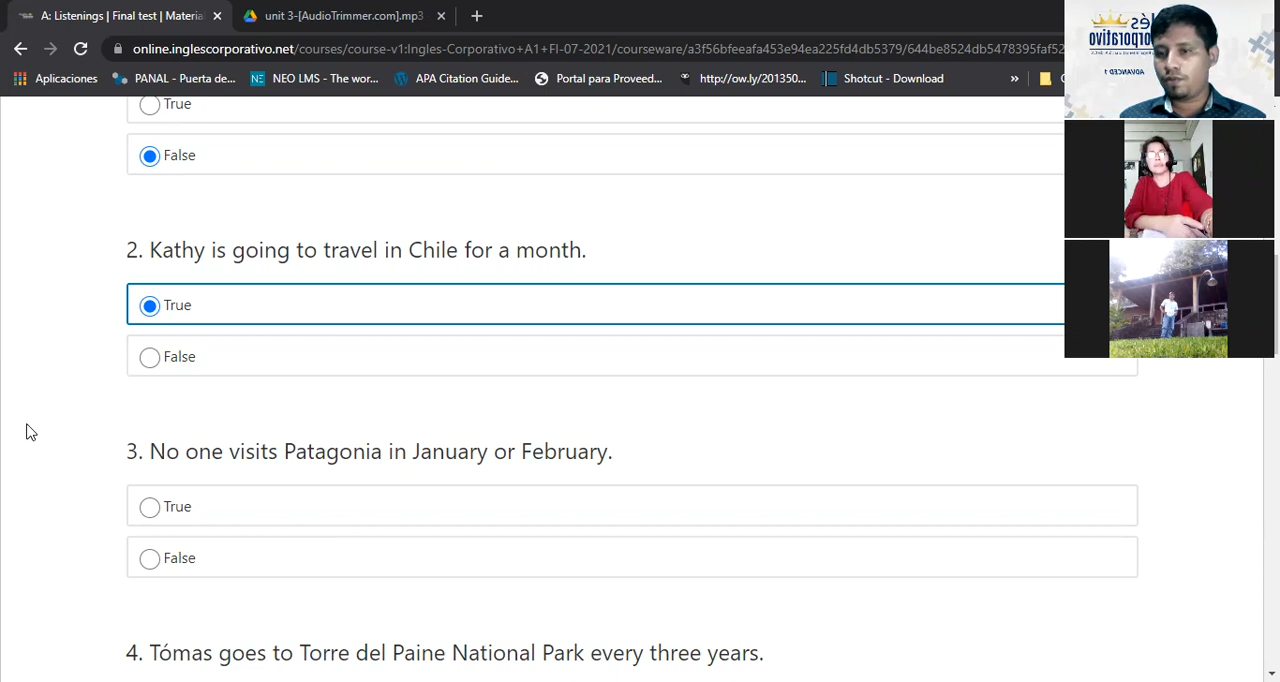 A: Listenings | Final test | Materia
unit 3-[AudioTrimmer.com].mp3
online.inglescorporativo.net/courses/course-v1:Ingles-Corporativo+A1+FI-07-2021/courseware/a3f56bfeeafa453e94ea225fd4db5379/644be8524db5478395faf52
Aplicaciones
PANAL - Puerta de...
NEO LMS - The wor...
APA Citation Guide...
Portal para Proveed...
http://ow.ly/201350...
Shotcut - Download
»
ADVANCED 1
True
False
2. Kathy is going to travel in Chile for a month.
True
False
3. No one visits Patagonia in January or February.
True
False
4. Tómas goes to Torre del Paine National Park every three years.